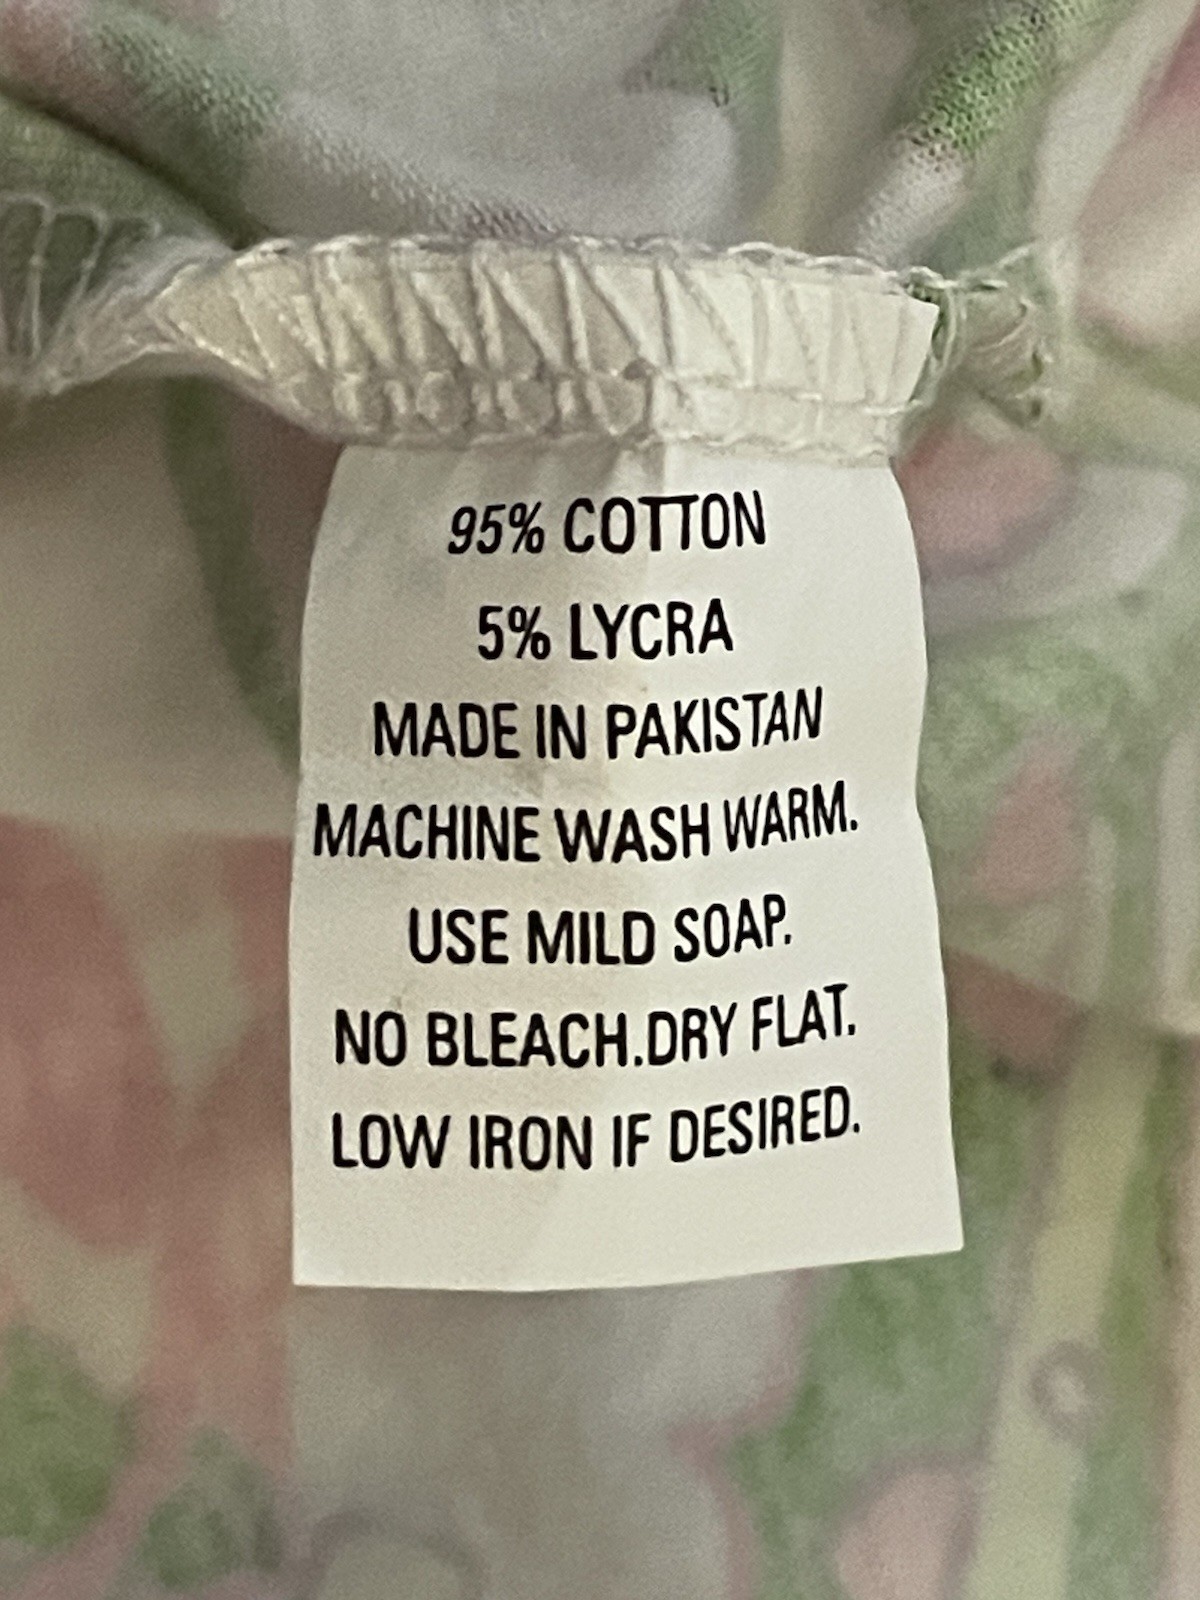 95% COTTON
5% LYCRA
MADE IN PAKISTAN
MACHINE WASH WARM.
USE MILD SOAP.
NO BLEACH.DRY FLAT.
LOW IRON IF DESIRED.